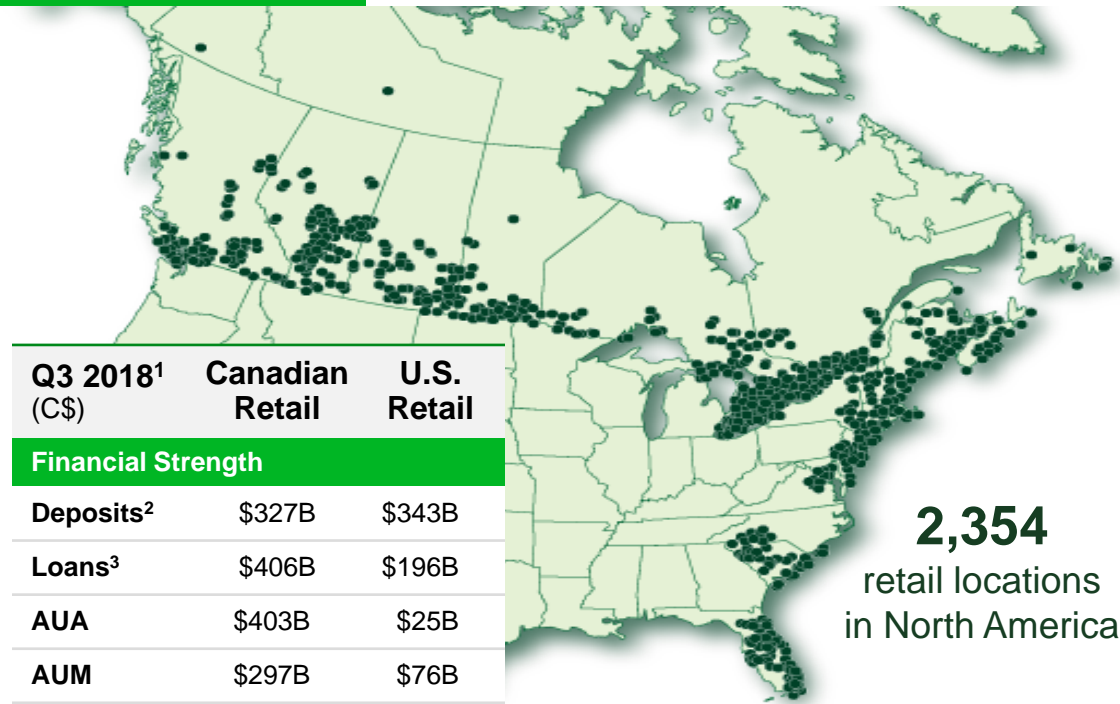 Q3 2018¹ Canadian U.S.
(C$) Retail Retail
Financial Strength
Deposits² $327B $343B
Loans³ $406B $196B
AUA $403B $25B
AUM $297B $76B
2,354
retail locations
in North America